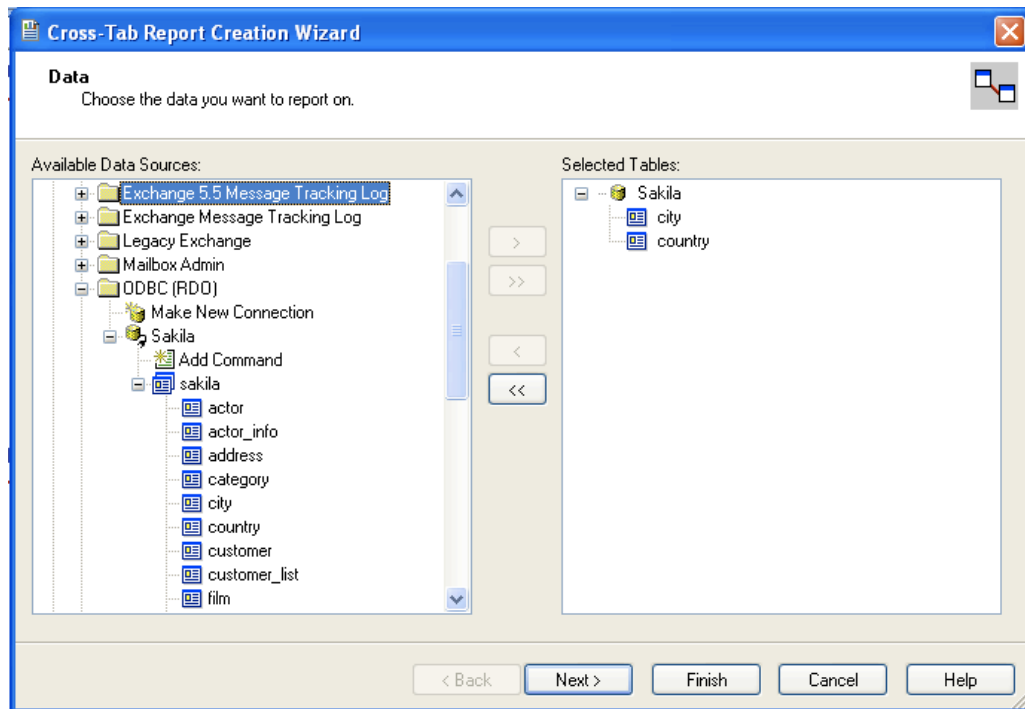 Cross-Tab Report Creation Wizard
Data
Choose the data you want to report on.
Available Data Sources:
Exchange 5.5 Message Tracking Log
Exchange Message Tracking Log
Legacy Exchange
Mailbox Admin
ODBC (RDO)
Make New Connection
Sakila
Add Command
sakila
actor
actor_info
address
category
city
country
customer
customer_list
film
>
>>
<
<<
Selected Tables:
Sakila
city
country
< Back
Next >
Finish
Cancel
Help